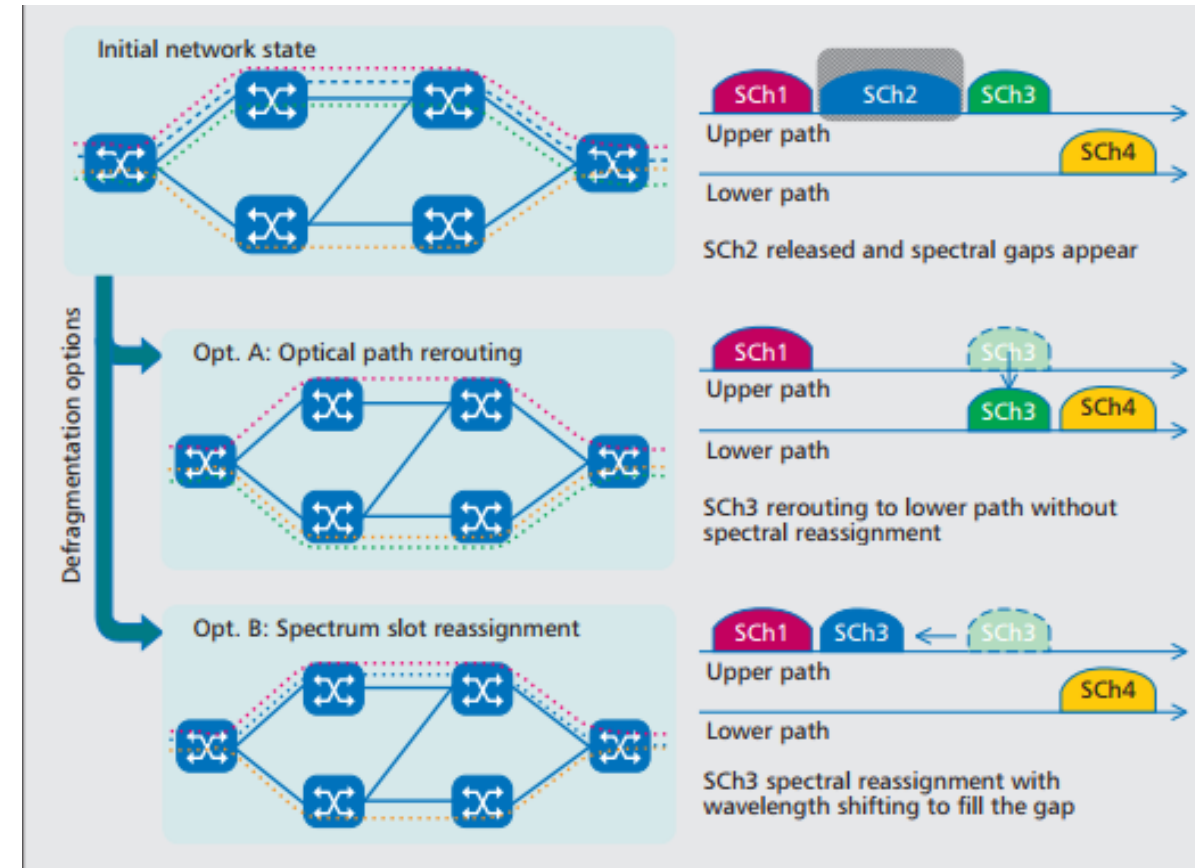 Initial network state
SCh1
SCh2
SCh3
Upper path
SCh4
Lower path
SCh2 released and spectral gaps appear
Defragmentation options
Opt. A: Optical path rerouting
SCh1
SCh3
Upper path
SCh3
SCh4
Lower path
SCh3 rerouting to lower path without
spectral reassignment
Opt. B: Spectrum slot reassignment
SCh1
SCh3
SCh3
Upper path
SCh4
Lower path
SCh3 spectral reassignment with
wavelength shifting to fill the gap